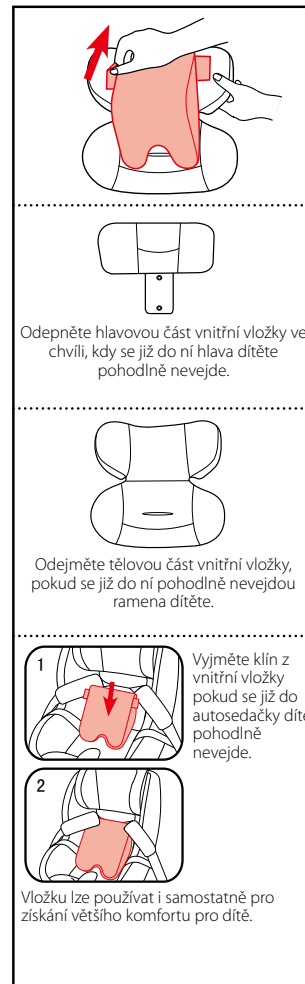 Odepněte hlavovou část vnitřní vložky ve
chvíli, kdy se již do ní hlava dítěte
pohodlně nevejde.
Odejměte tělovou část vnitřní vložky,
pokud se již do ní pohodlně nevejdou
ramena dítěte.
1
Vyjměte klín z
vnitřní vložky
pokud se již do
autosedačky dítě
pohodlně
nevejde.
2
Vložku lze používat i samostatně pro
získání většího komfortu pro dítě.